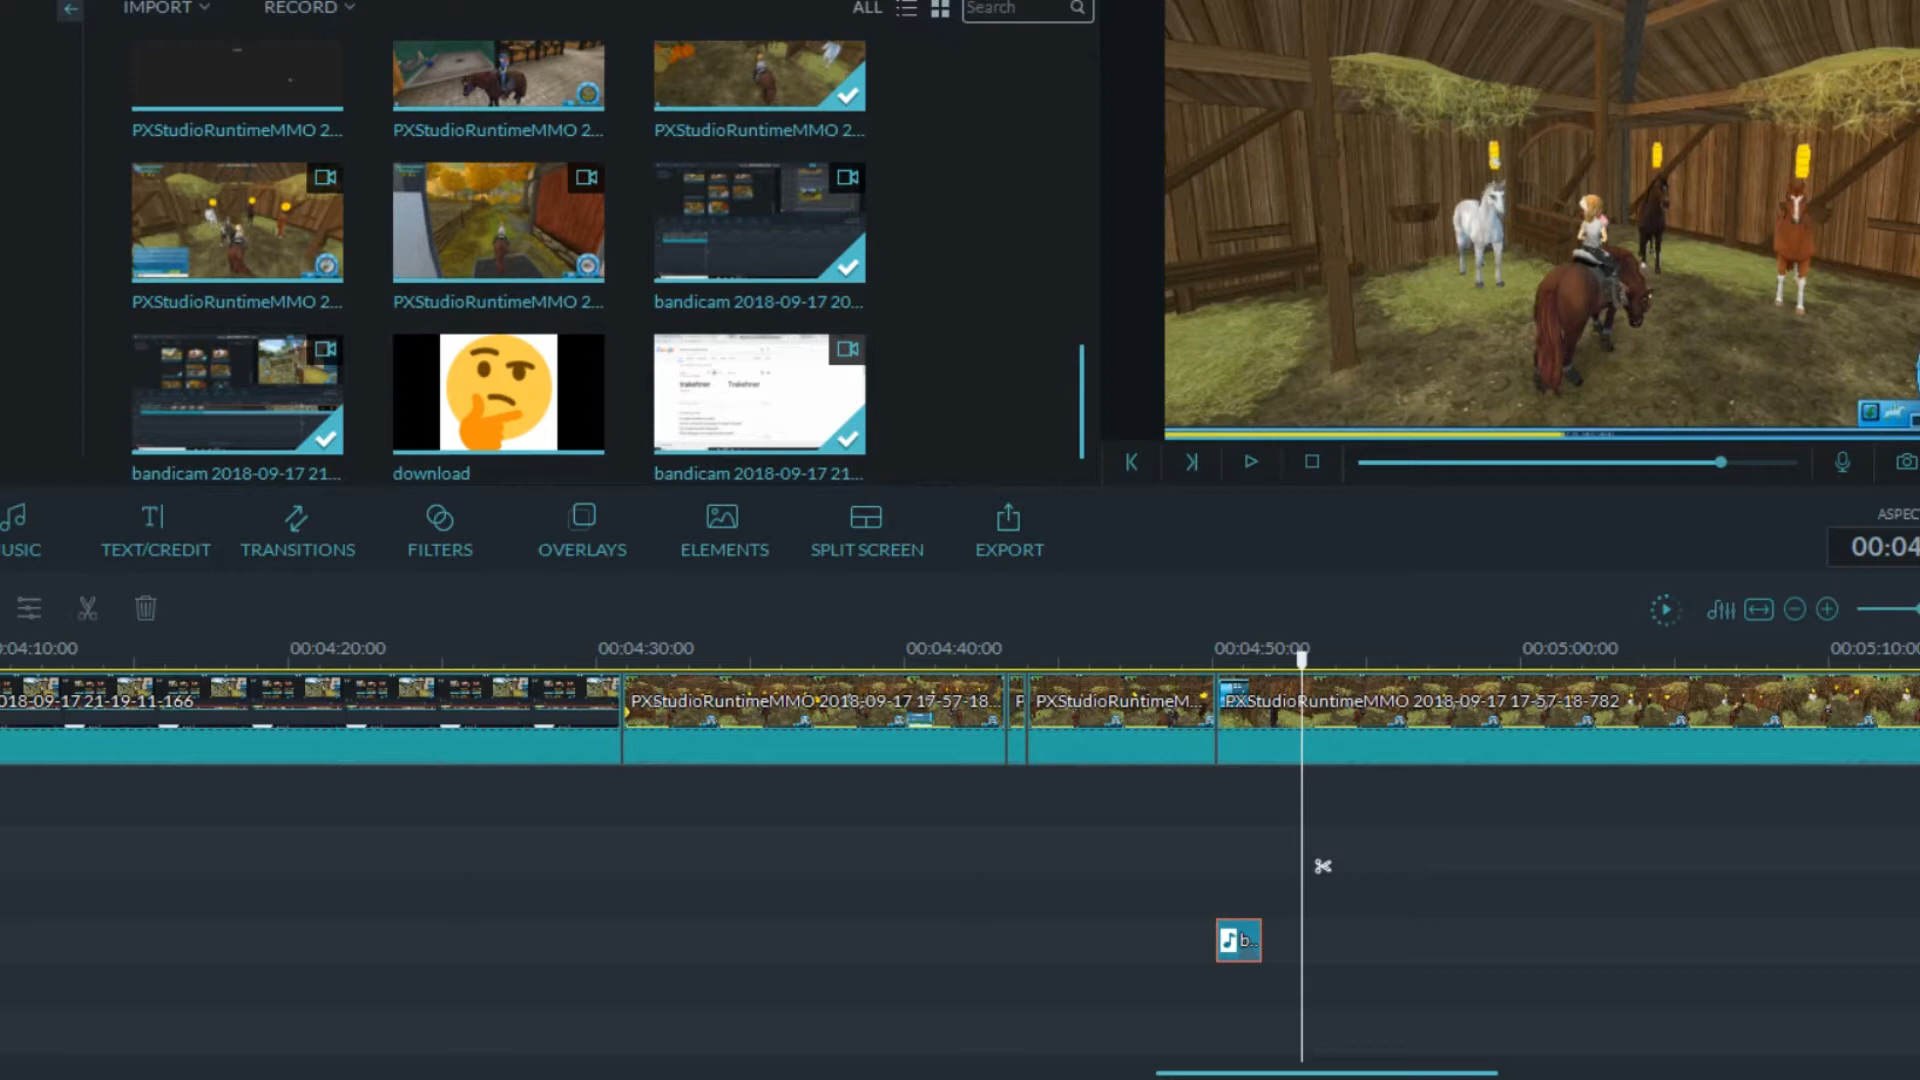 IMPORT RECORD ALL Search
PXStudioRuntimeMMO 2... PXStudioRuntimeMMO 2... PXStudioRuntimeMMO 2...
PXStudioRuntimeMMO 2... PXStudioRuntimeMMO 2... bandicam 2018-09-17 20...
trakehner Trakehner
bandicam 2018-09-17 21... download bandicam 2018-09-17 21...
USIC TEXT/CREDIT TRANSITIONS FILTERS OVERLAYS ELEMENTS SPLIT SCREEN EXPORT
ASPEC
00:04
:04:10:00 00:04:20:00 00:04:30:00 00:04:40:00 00:04:50:00 00:05:00:00 00:05:10:00
018-09-17 21-19-11-166 PXStudioRuntimeMMO 2018-09-17 17-57-18... P PXStudioRuntimeM... PXStudioRuntimeMMO 2018-09-17 17-57-18-782
b..